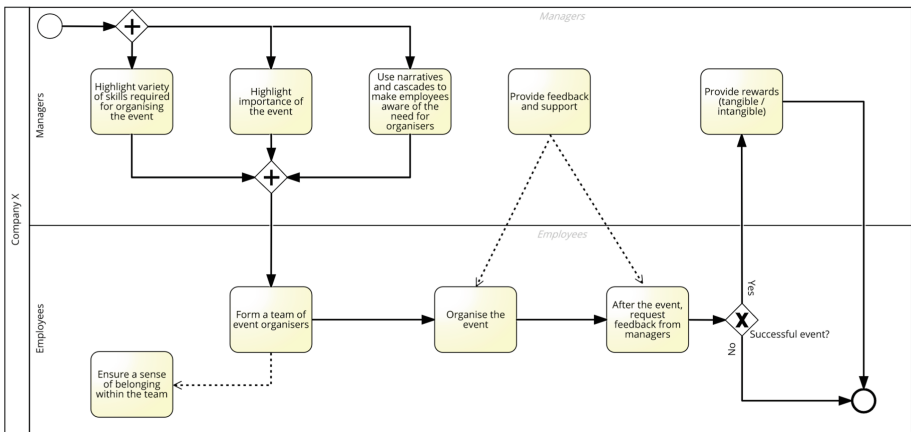 Company X
Managers
Managers
Highlight variety
of skills required
for organising
the event
Highlight
importance of
the event
Use narratives
and cascades to
make employees
aware of the
need for
organisers
Provide feedback
and support
Provide rewards
(tangible /
intangible)
Employees
Employees
Form a team of
event organisers
Organise the
event
After the event,
request
feedback from
managers
Yes
Successful event?
No
Ensure a sense
of belonging
within the team